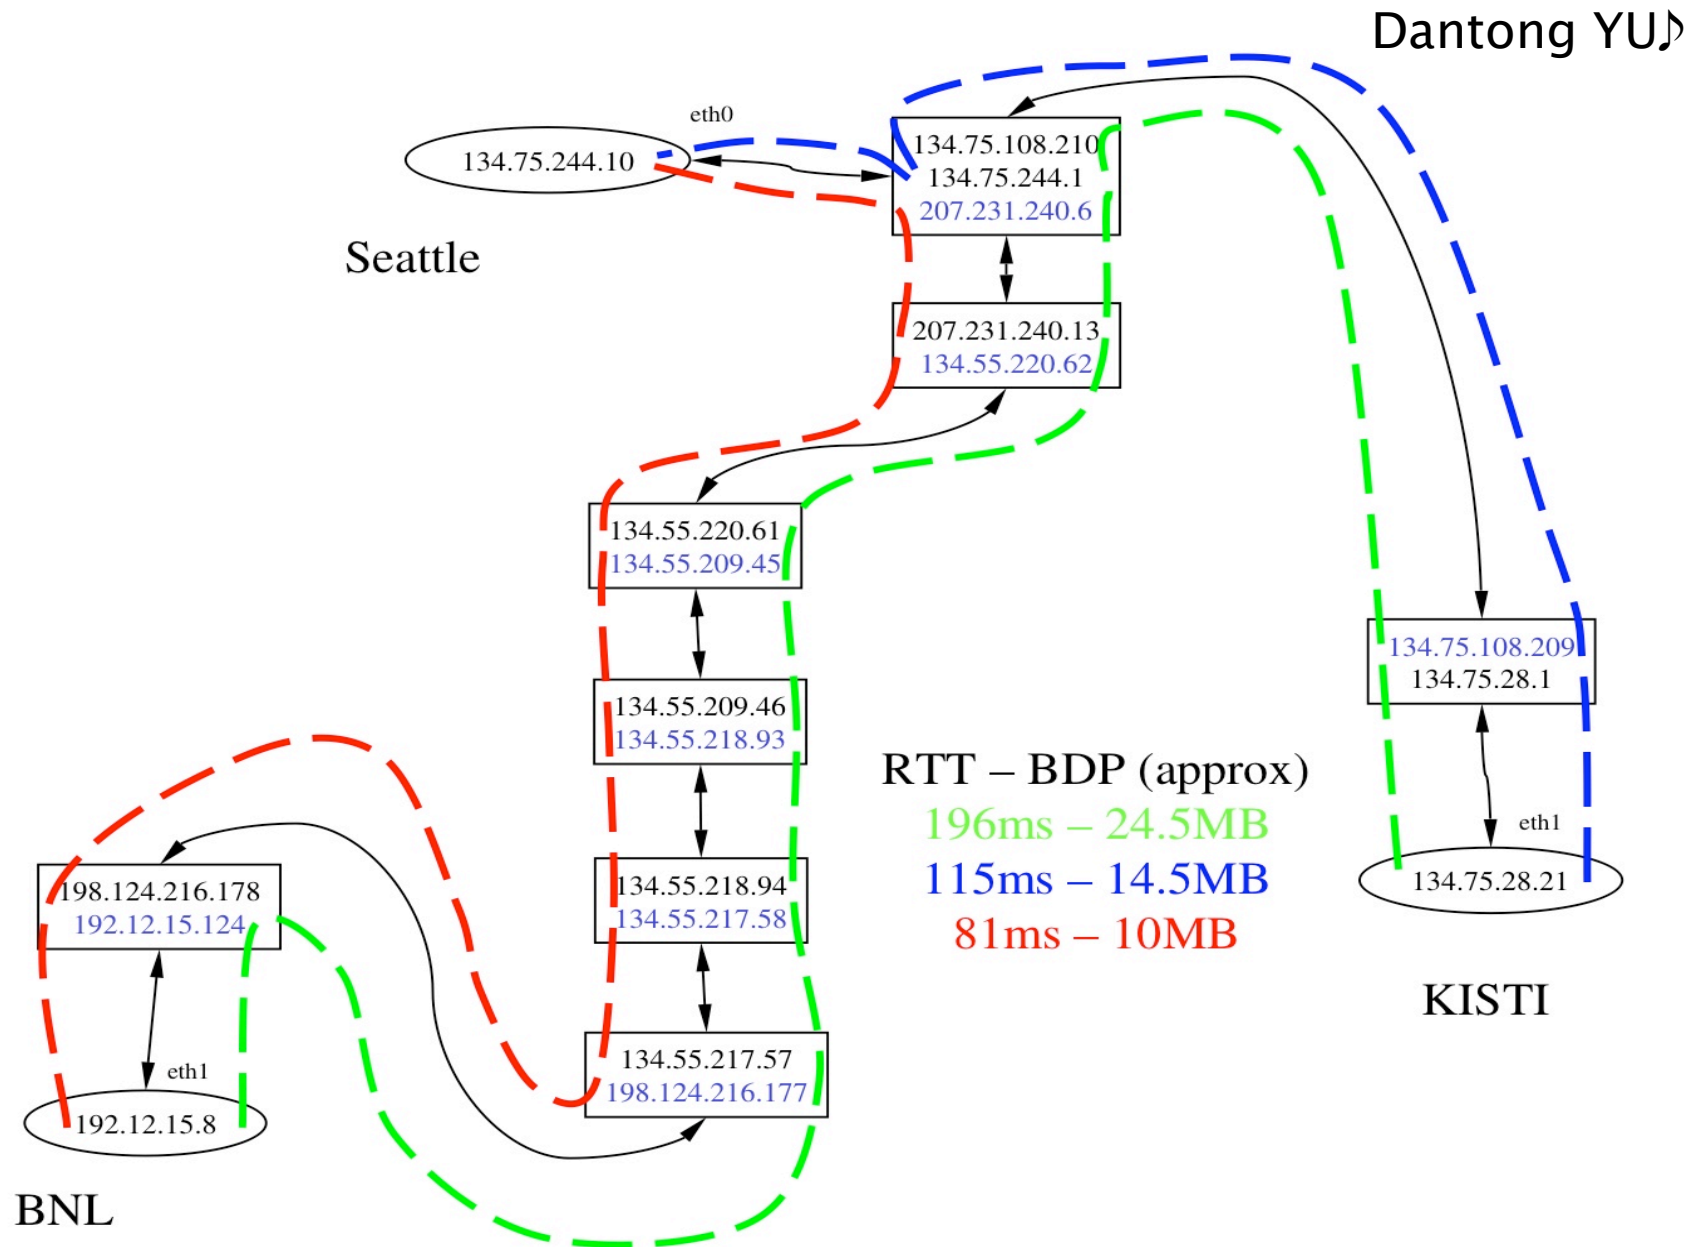 Dantong YU♪
eth0
134.75.244.10
Seattle
134.75.108.210
134.75.244.1
207.231.240.6
207.231.240.13
134.55.220.62
134.55.220.61
134.55.209.45
134.55.209.46
134.55.218.93
134.55.218.94
134.55.217.58
134.55.217.57
198.124.216.177
198.124.216.178
192.12.15.124
eth1
192.12.15.8
BNL
RTT – BDP (approx)
196ms – 24.5MB
115ms – 14.5MB
81ms – 10MB
134.75.108.209
134.75.28.1
eth1
134.75.28.21
KISTI